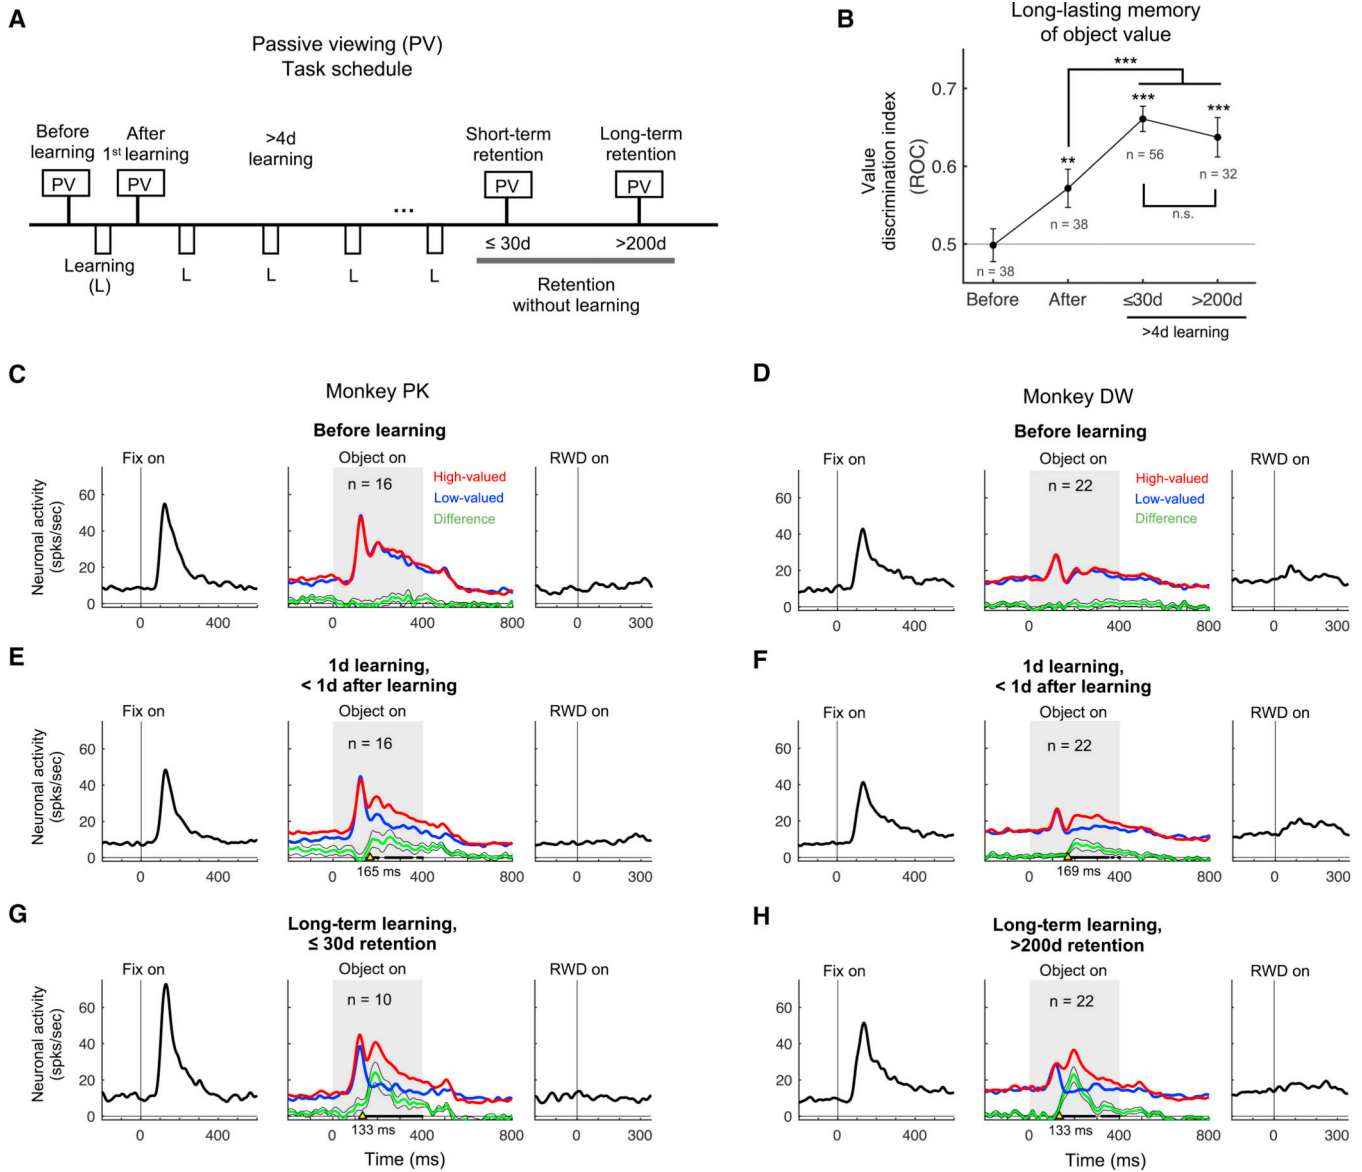 A
Passive viewing (PV)
Task schedule
Before
learning
After
1st learning
>4d
learning
Short-term
retention
Long-term
retention
PV
PV
PV
PV
...
Learning
(L)
L
L
L
L
≤ 30d
>200d
Retention
without learning
B
Long-lasting memory
of object value
Value
discrimination index
(ROC)
0.7
0.6
0.5
***
***
***
**
n = 56
n = 32
n.s.
n = 38
n = 38
Before
After
≤30d
>200d
>4d learning
C
Monkey PK
Before learning
Fix on
Object on
RWD on
n = 16
High-valued
Low-valued
Difference
Neuronal activity
(spks/sec)
60
40
20
0
0
400
0
400
800
0
300
D
Monkey DW
Before learning
Fix on
Object on
RWD on
n = 22
High-valued
Low-valued
Difference
60
40
20
0
0
400
0
400
800
0
300
E
1d learning,
< 1d after learning
Fix on
Object on
RWD on
n = 16
Neuronal activity
(spks/sec)
60
40
20
0
165 ms
0
400
0
400
800
0
300
F
1d learning,
< 1d after learning
Fix on
Object on
RWD on
n = 22
60
40
20
0
169 ms
0
400
0
400
800
0
300
G
Long-term learning,
≤ 30d retention
Fix on
Object on
RWD on
n = 10
Neuronal activity
(spks/sec)
60
40
20
0
133 ms
0
400
0
400
800
0
300
Time (ms)
H
Long-term learning,
>200d retention
Fix on
Object on
RWD on
n = 22
60
40
20
0
133 ms
0
400
0
400
800
0
300
Time (ms)